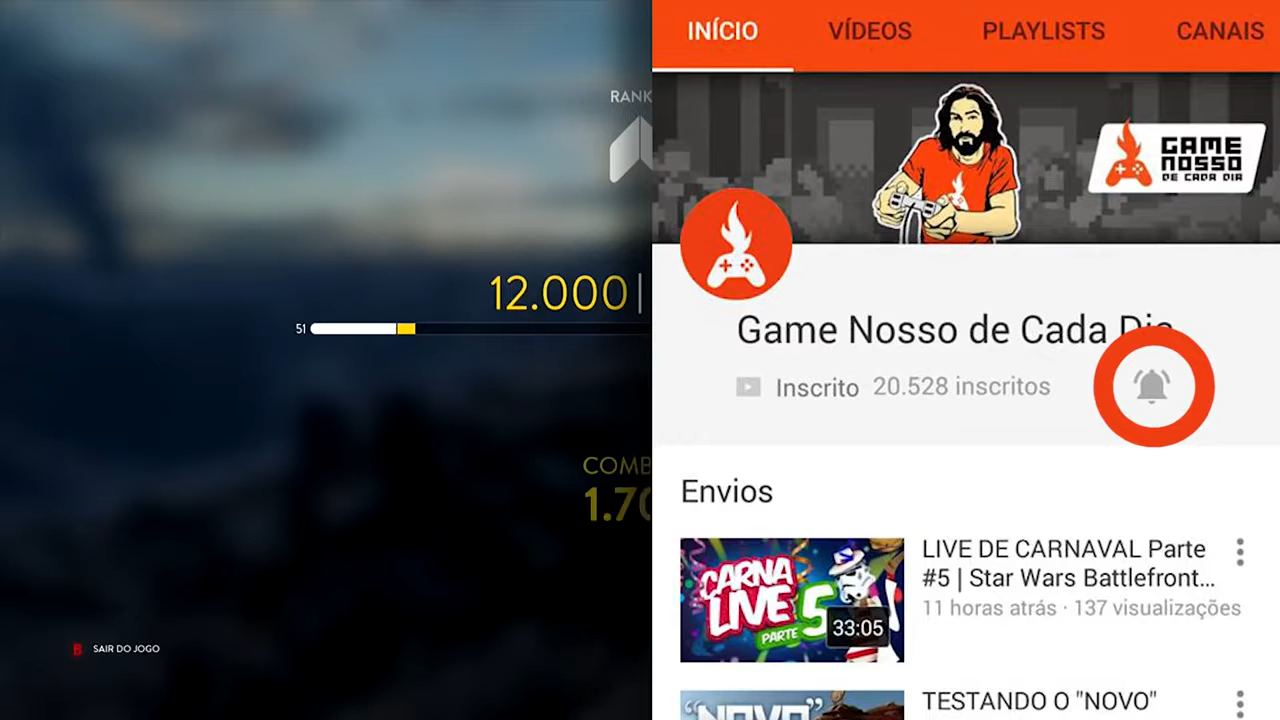 RANK
12.000
51
COMB
1.70
B SAIR DO JOGO
INÍCIO VÍDEOS PLAYLISTS CANAIS
GAME
NOSSO
DE CADA DIA
Game Nosso de Cada Dia
Inscrito 20.528 inscritos
Envios
CARNA
LIVE 5
PARTE
33:05
LIVE DE CARNAVAL Parte
#5 | Star Wars Battlefront...
11 horas atrás · 137 visualizações
"NOVO"
TESTANDO O "NOVO"